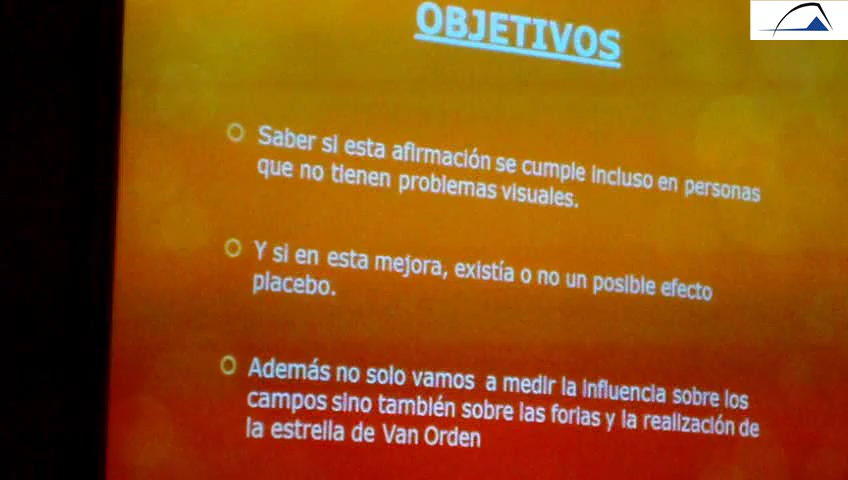 OBJETIVOS
Saber si esta afirmación se cumple incluso en personas
que no tienen problemas visuales.
Y si en esta mejora, existía o no un posible efecto
placebo.
Además no solo vamos a medir la influencia sobre los
campos sino también sobre las forias y la realización de
la estrella de Van Orden